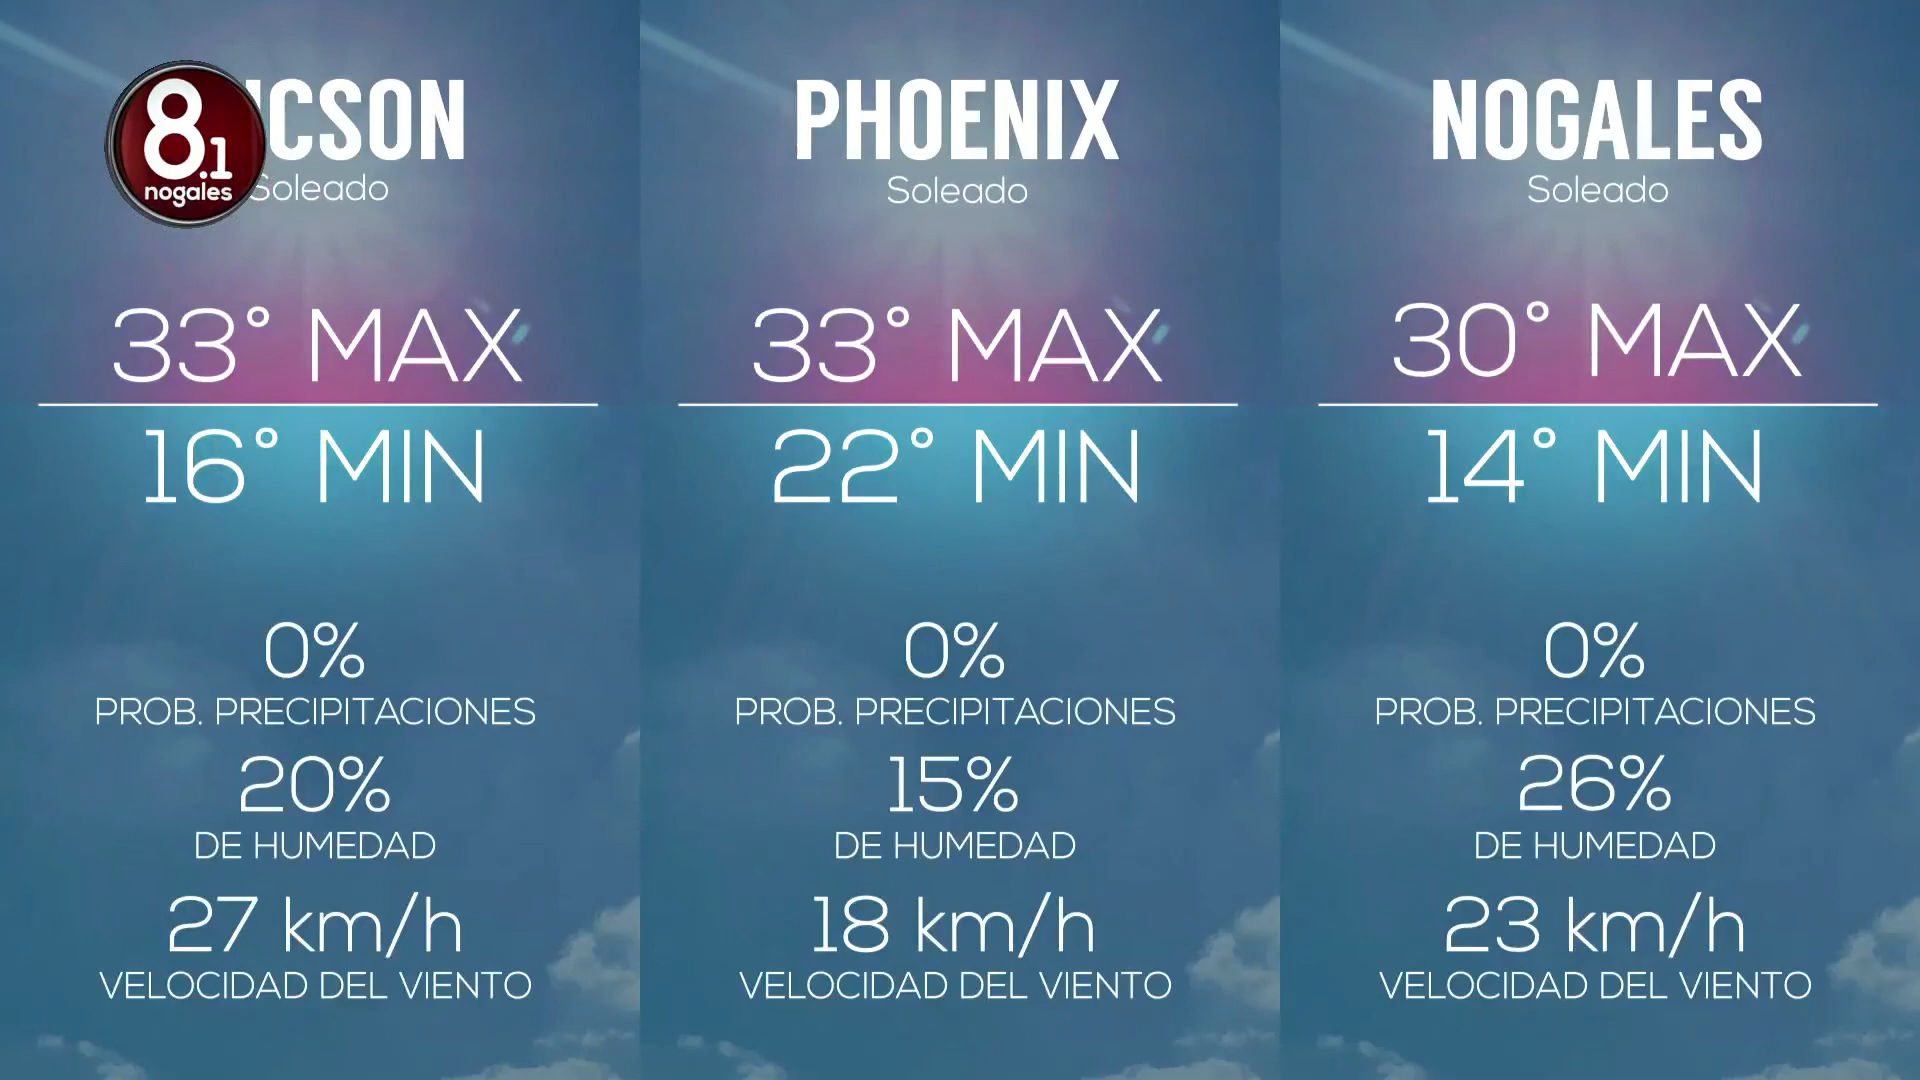 8.1
nogales
UCSON
Soleado
33° MAX
16° MIN
0%
PROB. PRECIPITACIONES
20%
DE HUMEDAD
27 km/h
VELOCIDAD DEL VIENTO
PHOENIX
Soleado
33° MAX
22° MIN
0%
PROB. PRECIPITACIONES
15%
DE HUMEDAD
18 km/h
VELOCIDAD DEL VIENTO
NOGALES
Soleado
30° MAX
14° MIN
0%
PROB. PRECIPITACIONES
26%
DE HUMEDAD
23 km/h
VELOCIDAD DEL VIENTO